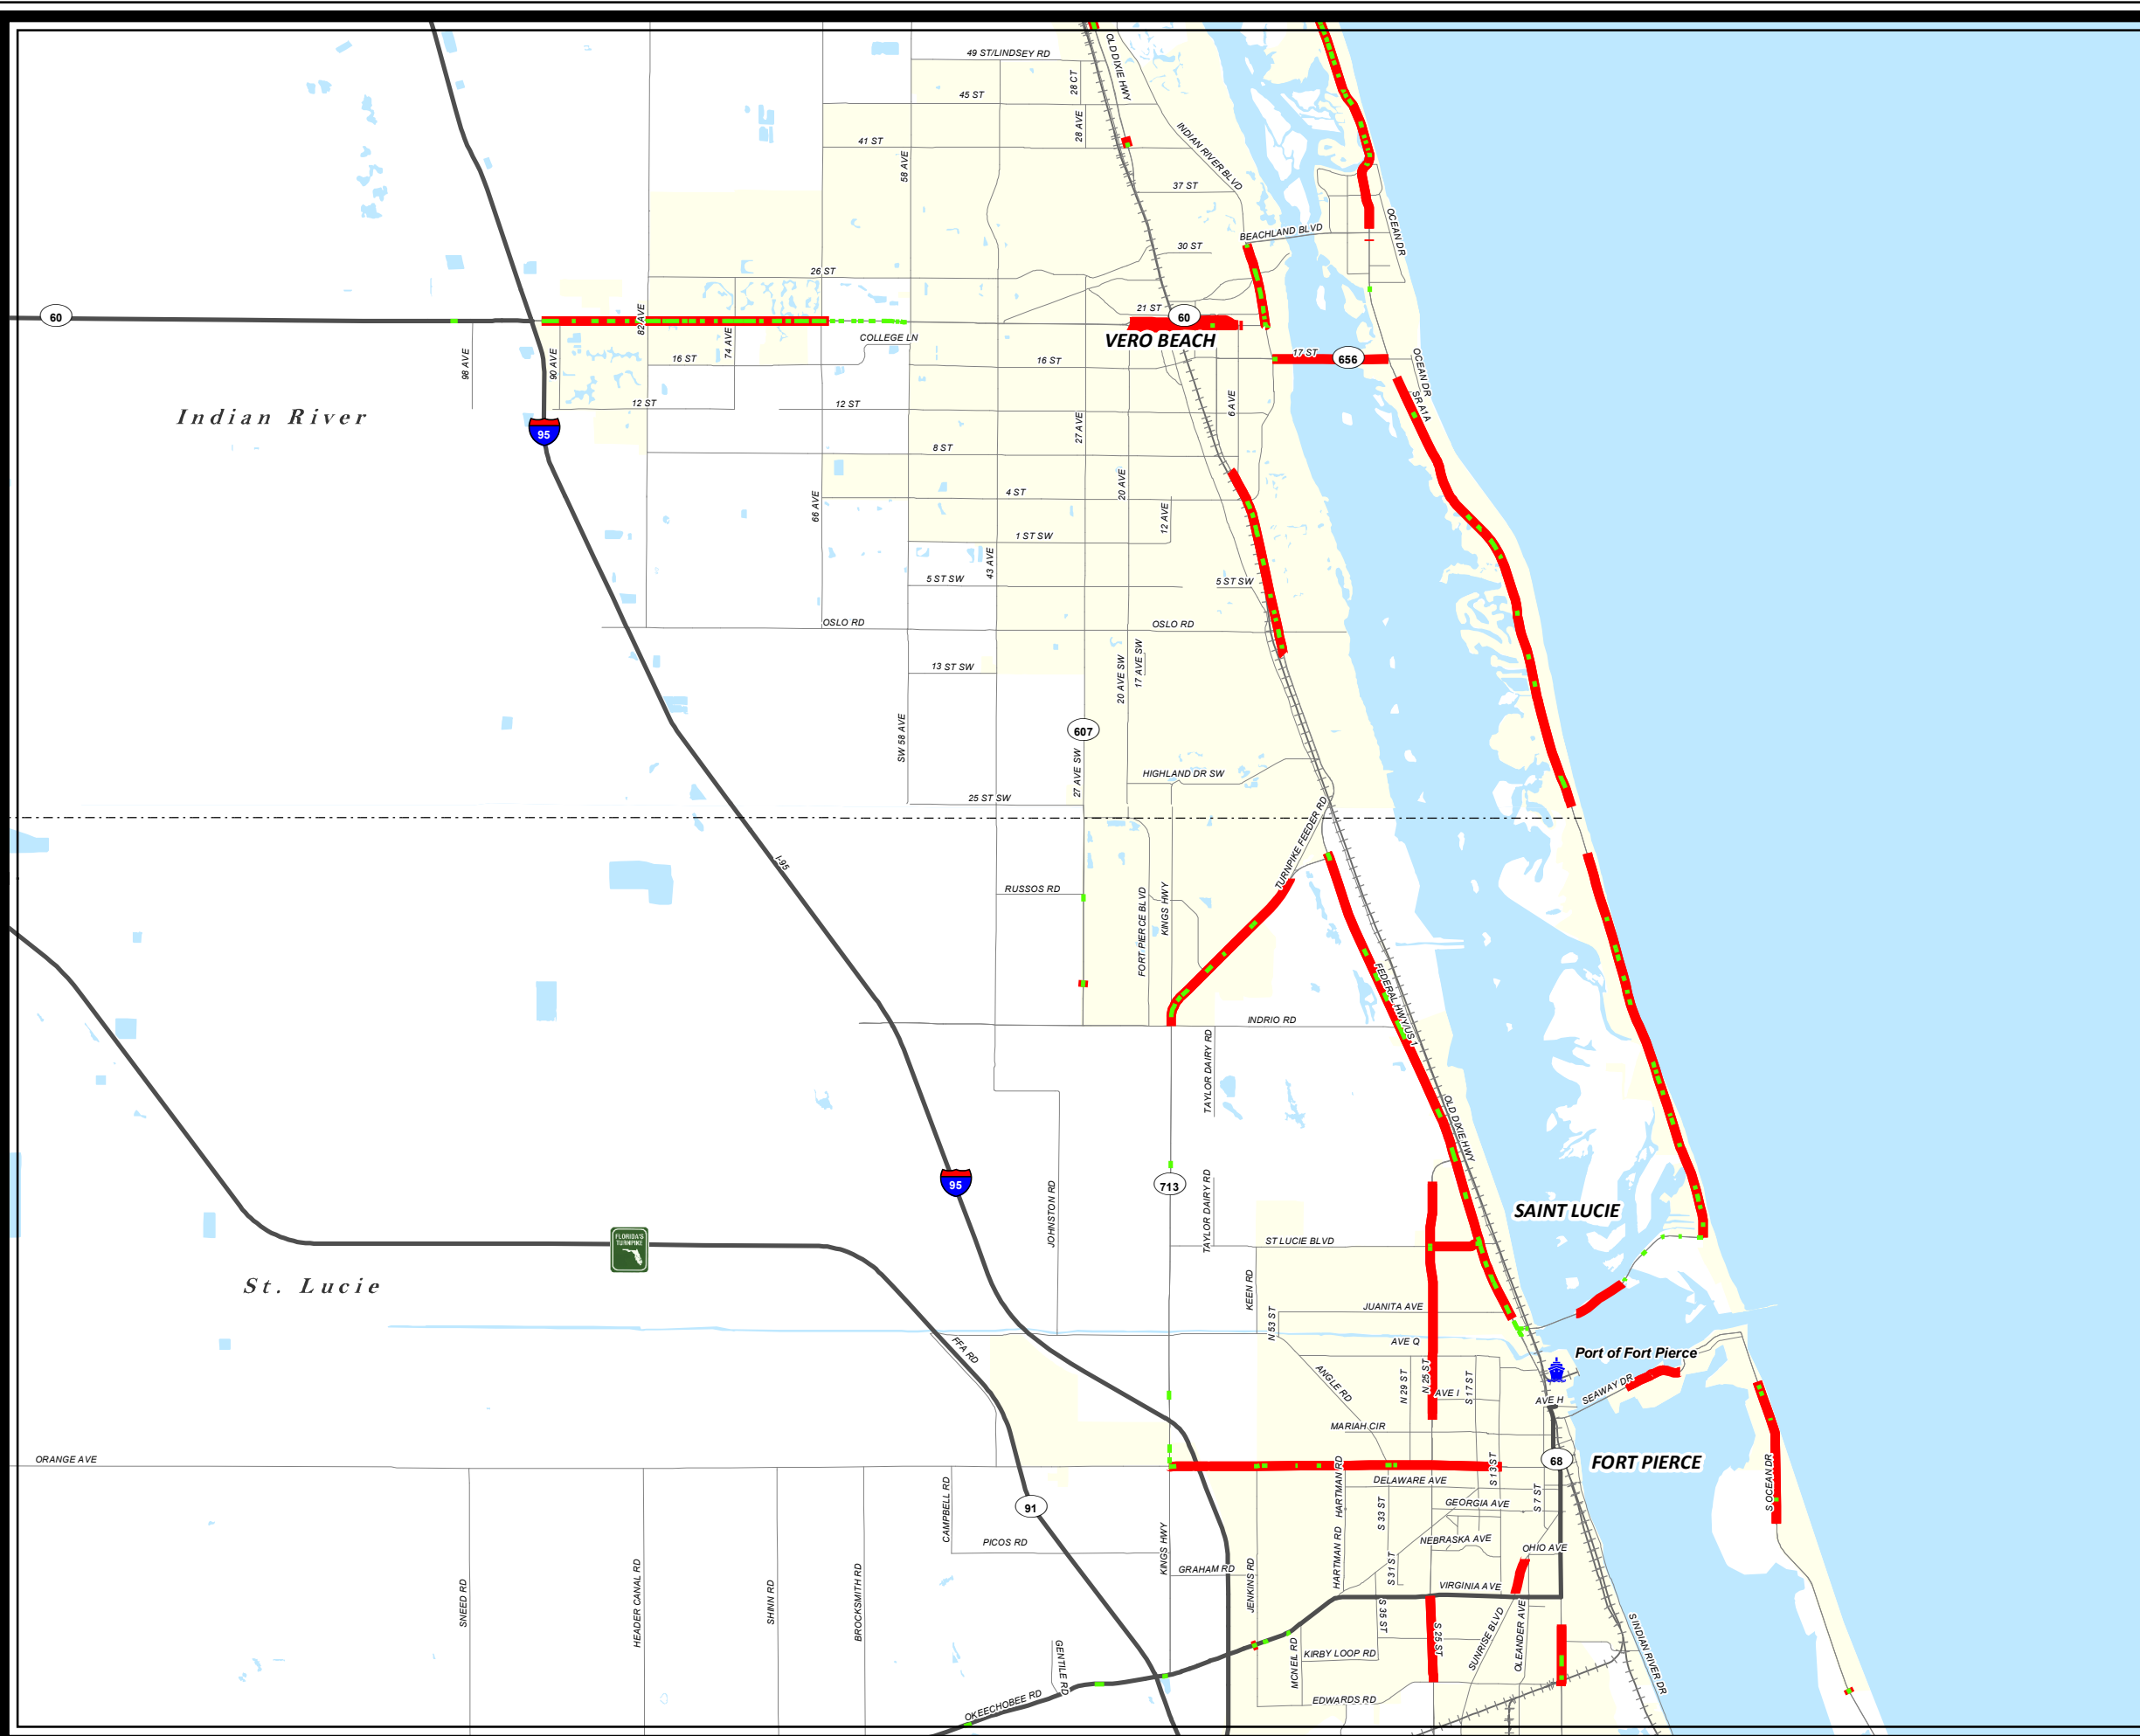 49 ST/LINDSEY RD
OLD DIXIE HWY
28 CT
45 ST
28 AVE
INDIAN RIVER BLVD
41 ST
58 AVE
37 ST
OCEAN DR
BEACHLAND BLVD
30 ST
26 ST
60
82 AVE
21 ST
60
VERO BEACH
74 AVE
COLLEGE LN
98 AVE
90 AVE
16 ST
16 ST
17 ST
656
OCEAN DR
SR A1A
12 ST
12 ST
6 AVE
Indian River
95
27 AVE
8 ST
66 AVE
4 ST
20 AVE
12 AVE
1 ST SW
43 AVE
5 ST SW
5 ST SW
OSLO RD
OSLO RD
13 ST SW
20 AVE SW
17 AVE SW
SW 58 AVE
607
27 AVE SW
HIGHLAND DR SW
25 ST SW
TURNPIKE FEEDER RD
I-95
RUSSOS RD
FORT PIERCE BLVD
KINGS HWY
FEDERAL HWY/US 1
INDRIO RD
TAYLOR DAIRY RD
OLD DIXIE HWY
95
713
JOHNSTON RD
TAYLOR DAIRY RD
SAINT LUCIE
FLORIDA'S
TURNPIKE
ST LUCIE BLVD
St. Lucie
KEEN RD
N 53 ST
JUANITA AVE
FFA RD
AVE Q
Port of Fort Pierce
ANGLE RD
N 29 ST
N 25 ST
AVE I
S 17 ST
AVE H
SEAWAY DR
MARIAH CIR
ORANGE AVE
68
FORT PIERCE
S 13 ST
HARTMAN RD
DELAWARE AVE
S OCEAN DR
CAMPBELL RD
91
S 33 ST
GEORGIA AVE
S 7 ST
PICOS RD
KINGS HWY
GRAHAM RD
NEBRASKA AVE
OHIO AVE
HARTMAN RD
S 31 ST
JENKINS RD
VIRGINIA AVE
SNEED RD
HEADER CANAL RD
SHINN RD
BROCKSMITH RD
S 35 ST
S 25 ST
SUNRISE BLVD
OLEANDER AVE
S INDIAN RIVER DR
GENTILE RD
MCNEIL RD
KIRBY LOOP RD
OKEECHOBEE RD
EDWARDS RD